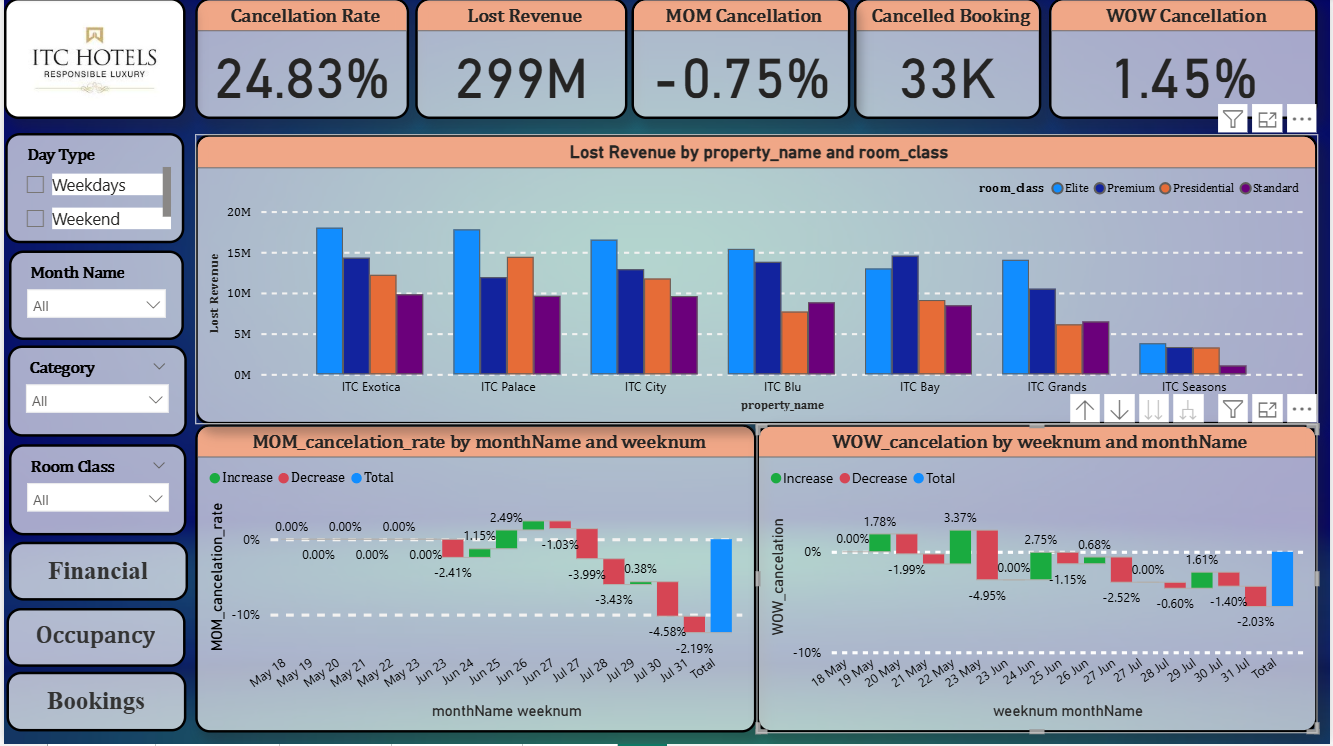 ITC HOTELS
RESPONSIBLE LUXURY
Cancellation Rate
24.83%
Lost Revenue
299M
MOM Cancellation
-0.75%
Cancelled Booking
33K
WOW Cancellation
1.45%
Day Type
Weekdays
Weekend
Month Name
All
Category
All
Room Class
All
Financial
Occupancy
Bookings
Lost Revenue by property_name and room_class
room_class Elite Premium Presidential Standard
Lost Revenue
20M
15M
10M
5M
0M
ITC Exotica ITC Palace ITC City ITC Blu ITC Bay ITC Grands ITC Seasons
property_name
MOM_cancelation_rate by monthName and weeknum
Increase Decrease Total
MOM_cancelation_rate
0%
-10%
0.00% 0.00% 0.00% 0.00% 0.00% 0.00% -2.41% 1.15% 2.49% -1.03% -3.99% -3.43% 0.38% -4.58% -2.19%
May 18 May 19 May 20 May 21 May 22 May 23 Jun 23 Jun 24 Jun 25 Jun 26 Jun 27 Jul 27 Jul 28 Jul 29 Jul 30 Jul 31 Total
monthName weeknum
WOW_cancelation by weeknum and monthName
Increase Decrease Total
WOW_cancelation
0%
-10%
0.00% 1.78% -1.99% 3.37% -4.95% 0.00% 2.75% -1.15% 0.68% -2.52% 0.00% -0.60% 1.61% -1.40% -2.03%
18 May 19 May 20 May 21 May 22 May 23 May 23 Jun 24 Jun 25 Jun 26 Jun 27 Jun 27 Jul 28 Jul 29 Jul 30 Jul 31 Jul Total
weeknum monthName